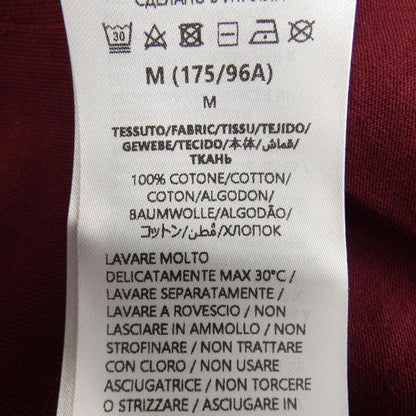 30
M (175/96A)
M
TESSUTO/FABRIC/TISSU/TEJIDO/
GEWEBE/TECIDO/本体/قماش/
ТКАНЬ
100% COTONE/COTTON/
COTON/ALGODON/
BAUMWOLLE/ALGODÃO/
コットン/قطن/ХЛОПОК
LAVARE MOLTO
DELICATAMENTE MAX 30°C /
LAVARE SEPARATAMENTE /
LAVARE A ROVESCIO / NON
LASCIARE IN AMMOLLO / NON
STROFINARE / NON TRATTARE
CON CLORO / NON USARE
ASCIUGATRICE / NON TORCERE
O STRIZZARE / ASCIUGARE IN